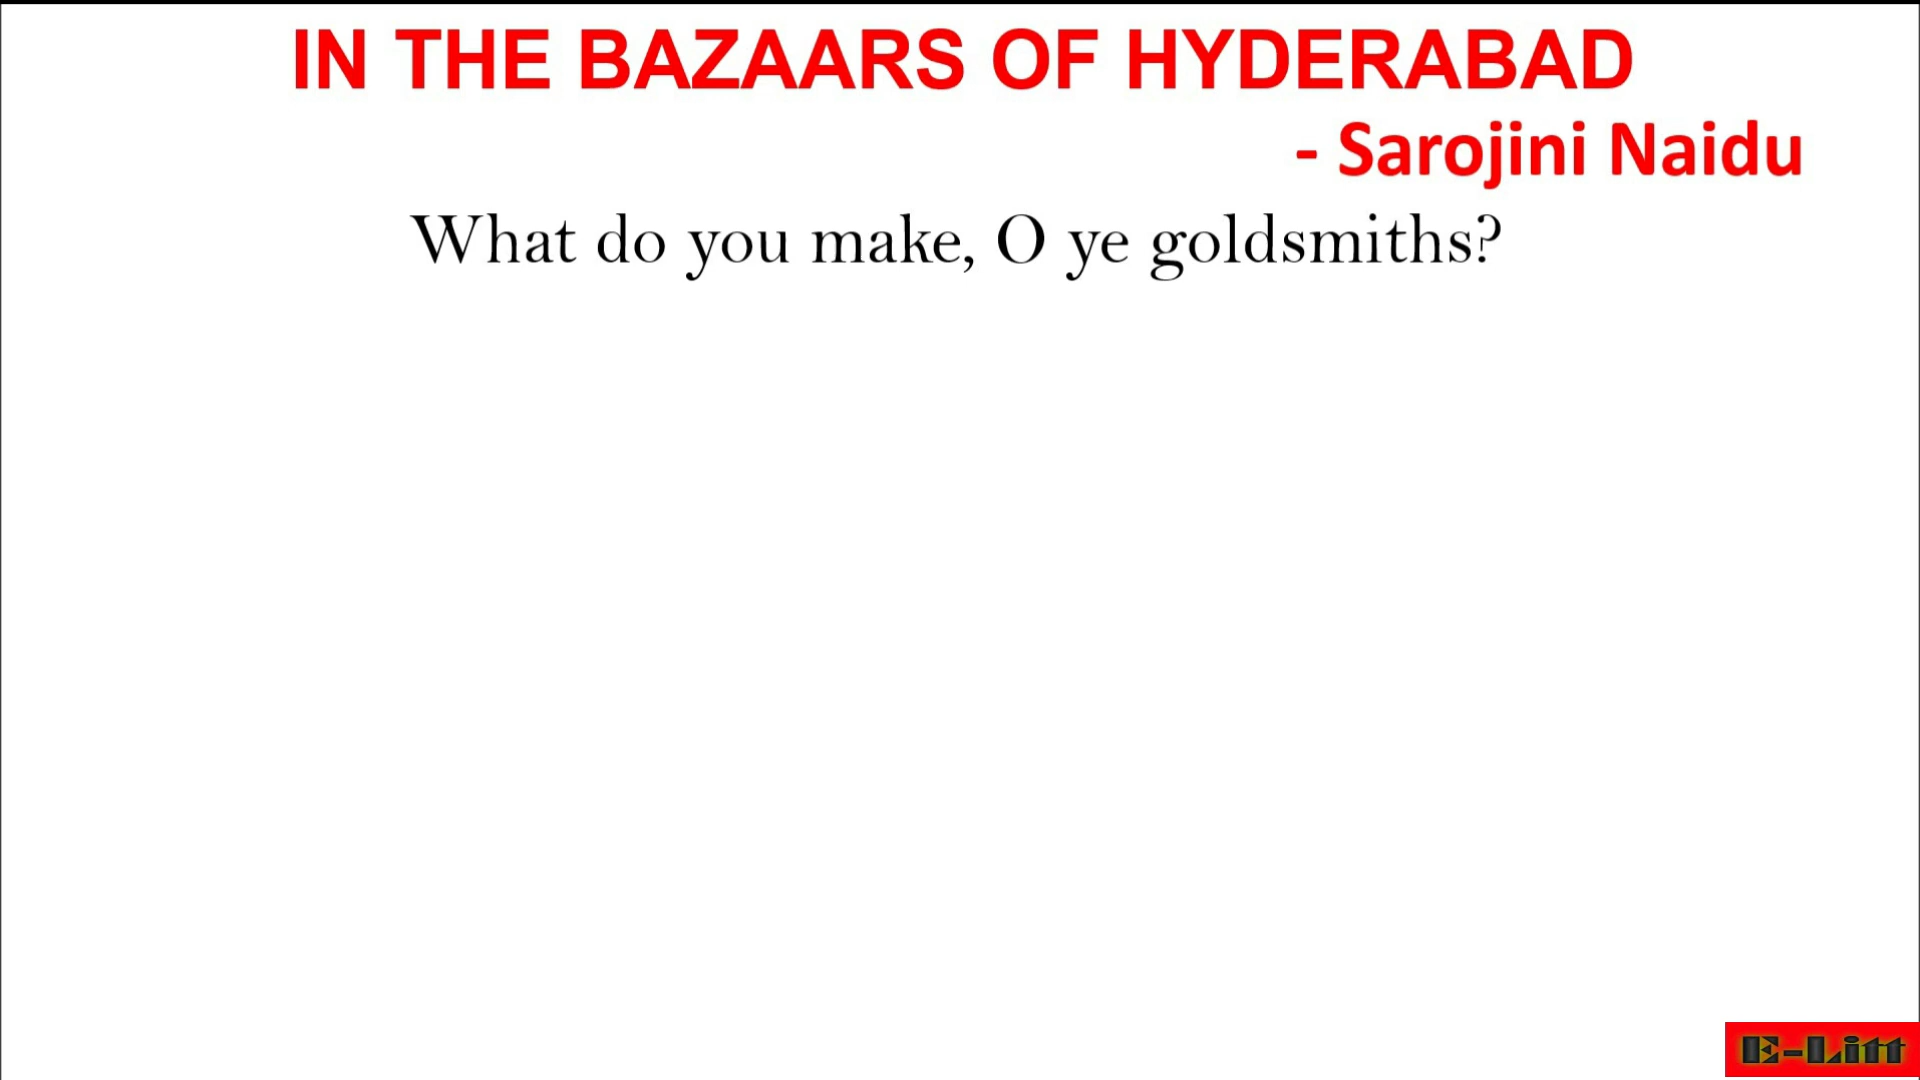 IN THE BAZAARS OF HYDERABAD
- Sarojini Naidu
What do you make, O ye goldsmiths?
E-Litt